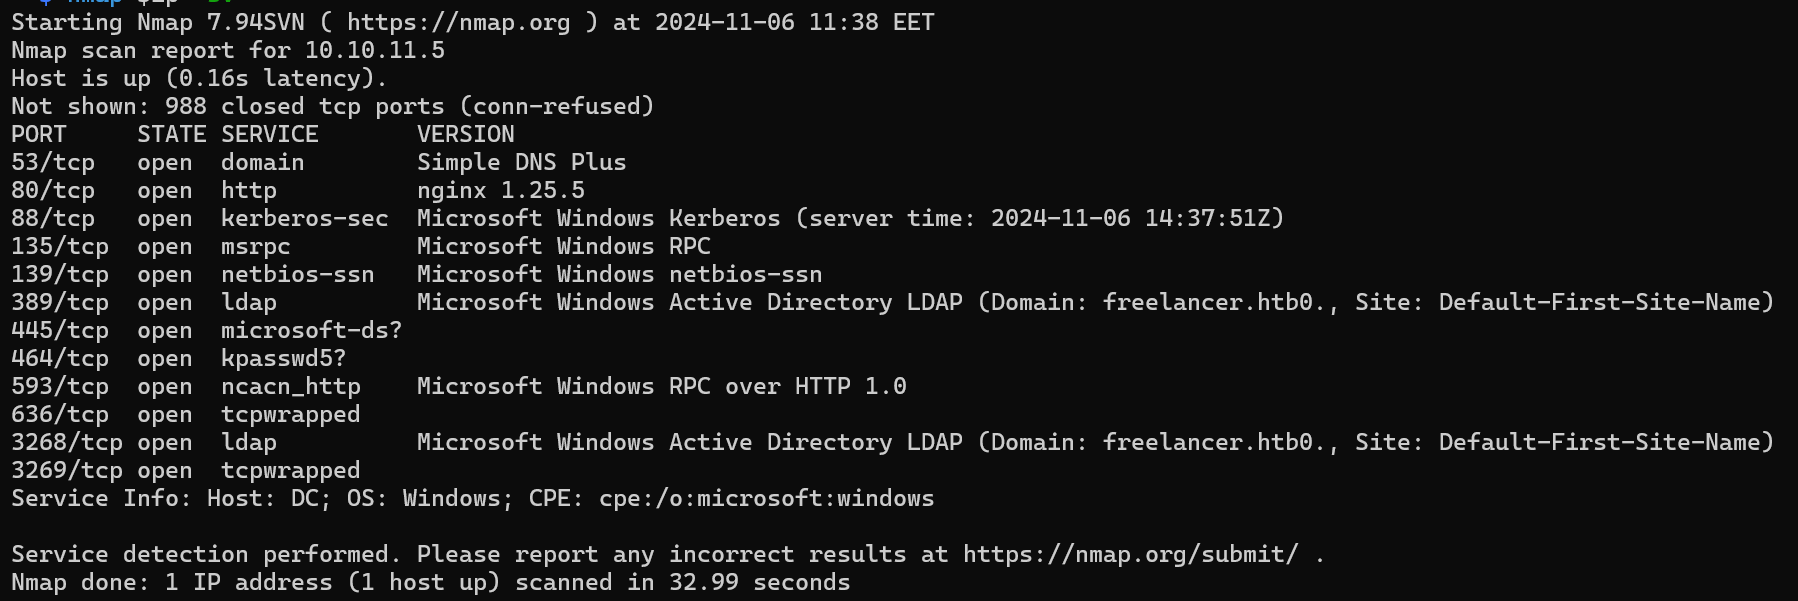 Starting Nmap 7.94SVN ( https://nmap.org ) at 2024-11-06 11:38 EET
Nmap scan report for 10.10.11.5
Host is up (0.16s latency).
Not shown: 988 closed tcp ports (conn-refused)
PORT     STATE SERVICE       VERSION
53/tcp   open  domain        Simple DNS Plus
80/tcp   open  http          nginx 1.25.5
88/tcp   open  kerberos-sec  Microsoft Windows Kerberos (server time: 2024-11-06 14:37:51Z)
135/tcp  open  msrpc         Microsoft Windows RPC
139/tcp  open  netbios-ssn   Microsoft Windows netbios-ssn
389/tcp  open  ldap          Microsoft Windows Active Directory LDAP (Domain: freelancer.htb0., Site: Default-First-Site-Name)
445/tcp  open  microsoft-ds?
464/tcp  open  kpasswd5?
593/tcp  open  ncacn_http    Microsoft Windows RPC over HTTP 1.0
636/tcp  open  tcpwrapped
3268/tcp open  ldap          Microsoft Windows Active Directory LDAP (Domain: freelancer.htb0., Site: Default-First-Site-Name)
3269/tcp open  tcpwrapped
Service Info: Host: DC; OS: Windows; CPE: cpe:/o:microsoft:windows
Service detection performed. Please report any incorrect results at https://nmap.org/submit/ .
Nmap done: 1 IP address (1 host up) scanned in 32.99 seconds